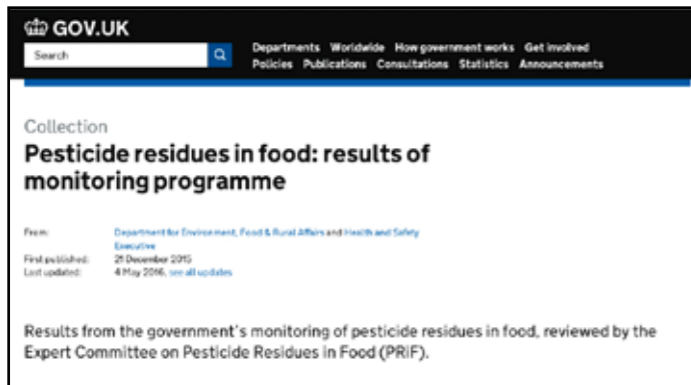 GOV.UK
Search
Departments Worldwide How government works Get involved
Policies Publications Consultations Statistics Announcements
Collection
Pesticide residues in food: results of
monitoring programme
From: Department for Environment, Food & Rural Affairs and Health and Safety
Executive
First published: 21 December 2015
Last updated: 4 May 2016, see all updates
Results from the government's monitoring of pesticide residues in food, reviewed by the
Expert Committee on Pesticide Residues in Food (PRiF).